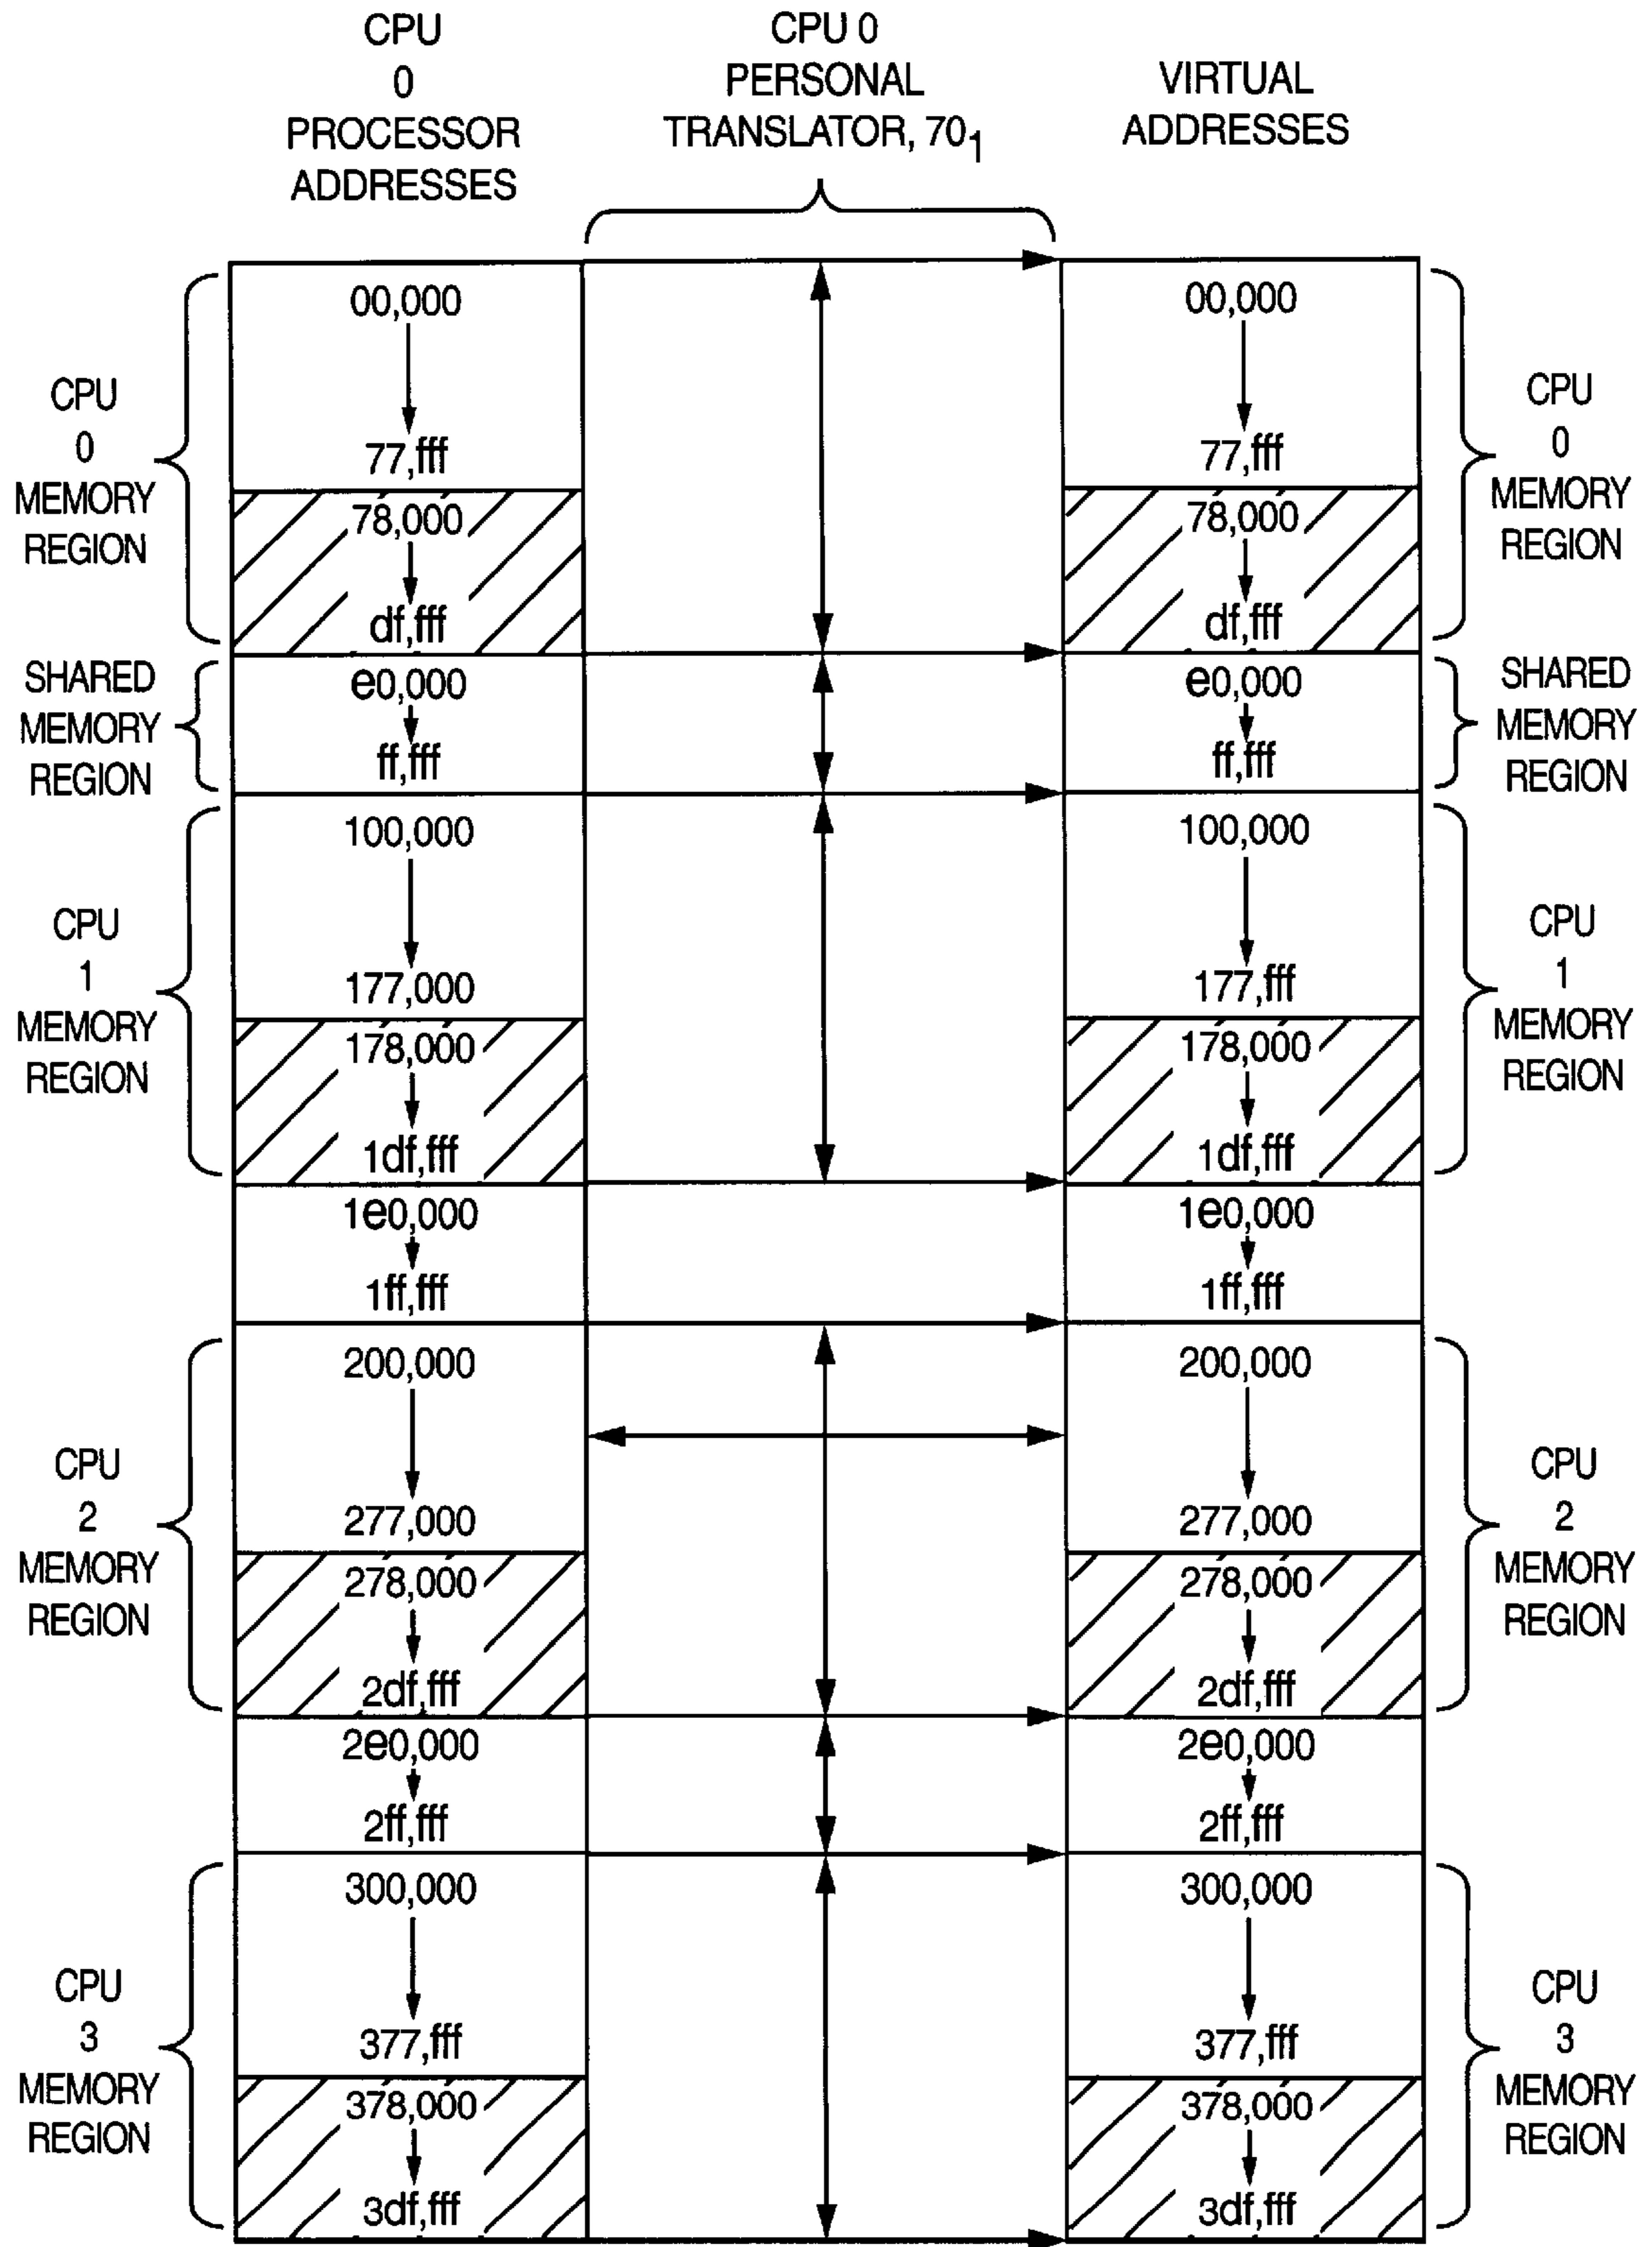 CPU
0
PROCESSOR
ADDRESSES
CPU 0
PERSONAL
TRANSLATOR, 70₁
VIRTUAL
ADDRESSES
CPU
0
MEMORY
REGION
00,000
77,fff
78,000
df,fff
00,000
77,fff
78,000
df,fff
CPU
0
MEMORY
REGION
SHARED
MEMORY
REGION
e0,000
ff,fff
e0,000
ff,fff
SHARED
MEMORY
REGION
CPU
1
MEMORY
REGION
100,000
177,000
178,000
1df,fff
100,000
177,fff
178,000
1df,fff
CPU
1
MEMORY
REGION
1e0,000
1ff,fff
1e0,000
1ff,fff
CPU
2
MEMORY
REGION
200,000
277,000
278,000
2df,fff
200,000
277,000
278,000
2df,fff
CPU
2
MEMORY
REGION
2e0,000
2ff,fff
2e0,000
2ff,fff
CPU
3
MEMORY
REGION
300,000
377,fff
378,000
3df,fff
300,000
377,fff
378,000
3df,fff
CPU
3
MEMORY
REGION